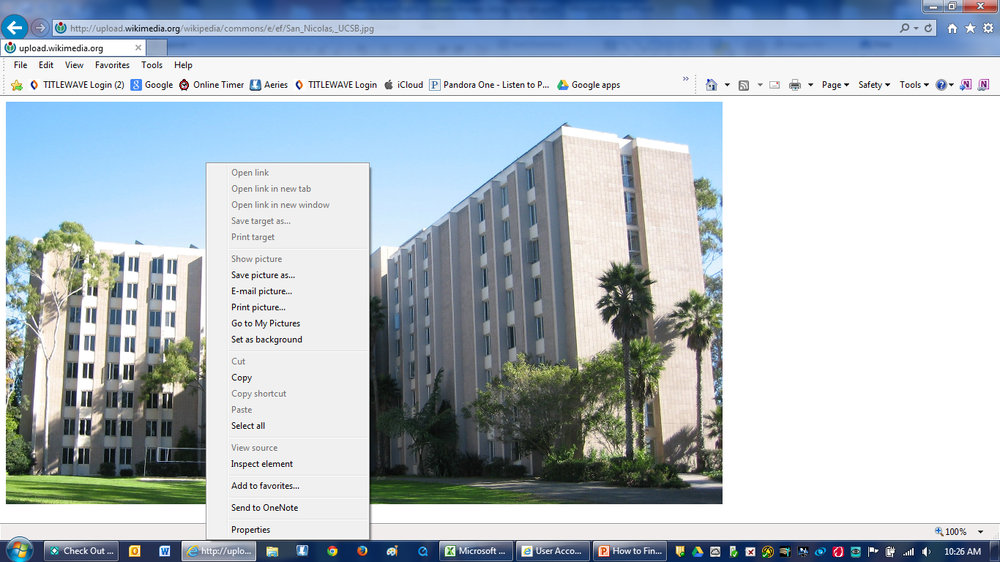 http://upload.wikimedia.org/wikipedia/commons/e/ef/San_Nicolas,_UCSB.jpg
upload.wikimedia.org
File Edit View Favorites Tools Help
TITLEWAVE Login (2) Google Online Timer Aeries TITLEWAVE Login iCloud Pandora One - Listen to P... Google apps Page Safety Tools
Open link
Open link in new tab
Open link in new window
Save target as...
Print target
Show picture
Save picture as...
E-mail picture...
Print picture...
Go to My Pictures
Set as background
Cut
Copy
Copy shortcut
Paste
Select all
View source
Inspect element
Add to favorites...
Send to OneNote
Properties
100%
Check Out ... http://uplo... Microsoft ... User Acco... How to Fin... 10:26 AM